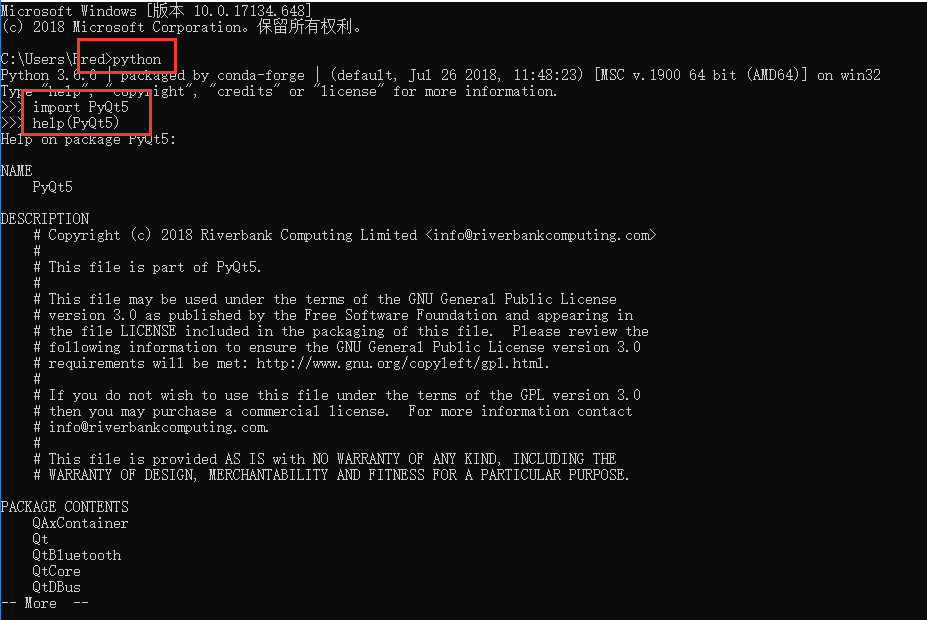 Microsoft Windows [版本 10.0.17134.648]
(c) 2018 Microsoft Corporation。保留所有权利。
C:\Users\Fred>python
Python 3.6.6 | packaged by conda-forge | (default, Jul 26 2018, 11:48:23) [MSC v.1900 64 bit (AMD64)] on win32
Type "help", "copyright", "credits" or "license" for more information.
>>> import PyQt5
>>> help(PyQt5)
Help on package PyQt5:
NAME
    PyQt5
DESCRIPTION
    # Copyright (c) 2018 Riverbank Computing Limited <info@riverbankcomputing.com>
    #
    # This file is part of PyQt5.
    #
    # This file may be used under the terms of the GNU General Public License
    # version 3.0 as published by the Free Software Foundation and appearing in
    # the file LICENSE included in the packaging of this file.  Please review the
    # following information to ensure the GNU General Public License version 3.0
    # requirements will be met: http://www.gnu.org/copyleft/gpl.html.
    #
    # If you do not wish to use this file under the terms of the GPL version 3.0
    # then you may purchase a commercial license.  For more information contact
    # info@riverbankcomputing.com.
    #
    # This file is provided AS IS with NO WARRANTY OF ANY KIND, INCLUDING THE
    # WARRANTY OF DESIGN, MERCHANTABILITY AND FITNESS FOR A PARTICULAR PURPOSE.
PACKAGE CONTENTS
    QAxContainer
    Qt
    QtBluetooth
    QtCore
    QtDBus
-- More  --